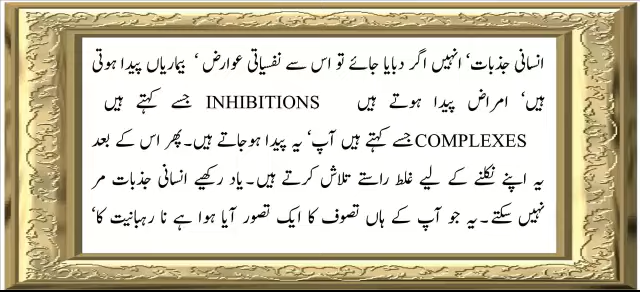 انسانی جذبات‘ انہیں اگر دبایا جائے تو اس سے نفسیاتی عوارض ‘ بیماریاں پیدا ہوتی
ہیں‘ امراض پیدا ہوتے ہیں INHIBITIONS جسے کہتے ہیں
COMPLEXES جسے کہتے ہیں آپ‘ یہ پیدا ہوجاتے ہیں۔پھر اس کے بعد
یہ اپنے نکلنے کے لیے غلط راستے تلاش کرتے ہیں۔یاد رکھیے انسانی جذبات مر
نہیں سکتے۔یہ جو آپ کے ہاں تصوف کا ایک تصور آیا ہوا ہے نا رہبانیت کا‘